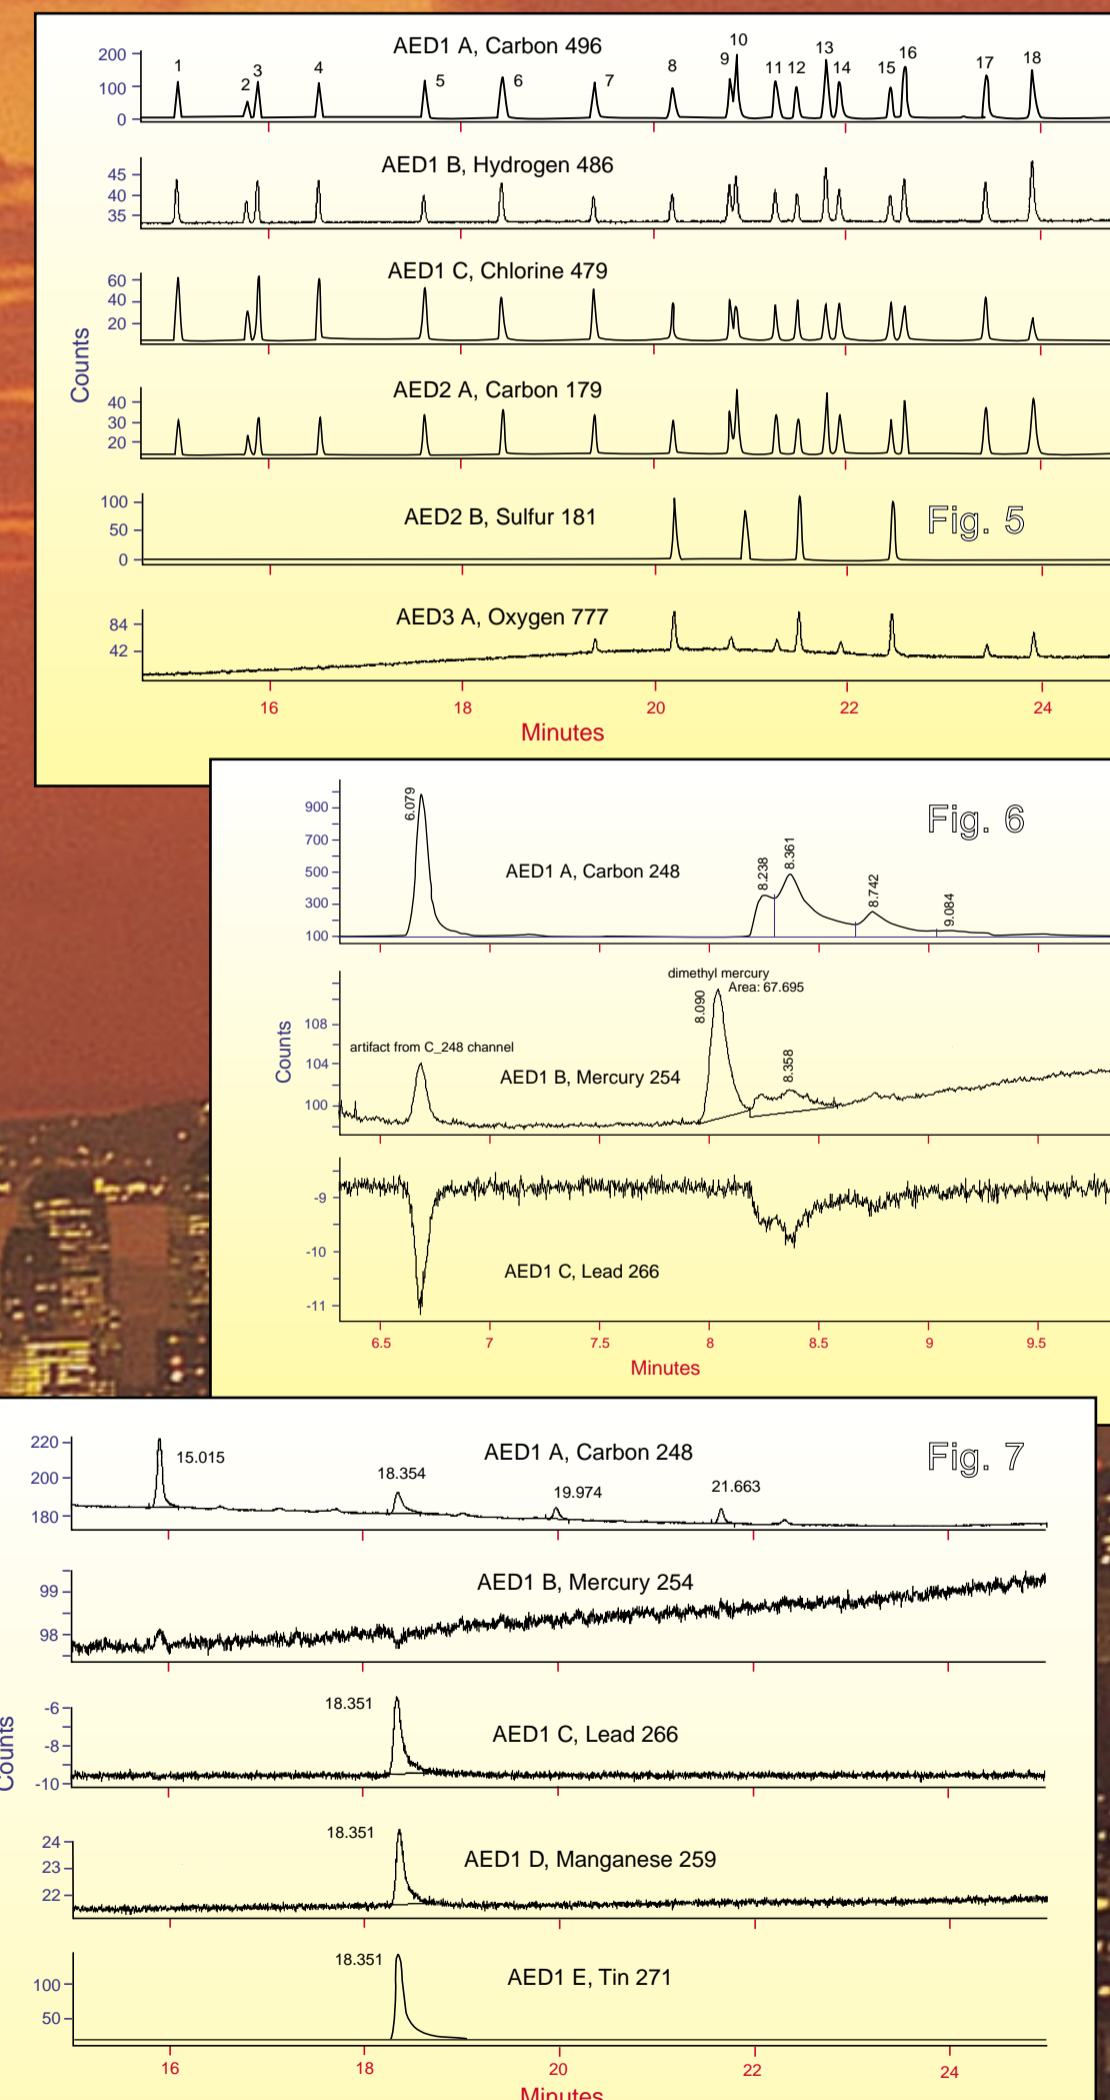 AED1 A, Carbon 496
200
100
0
1 2 3 4 5 6 7 8 9 10 11 12 13 14 15 16 17 18
AED1 B, Hydrogen 486
45
40
35
AED1 C, Chlorine 479
60
40
20
Counts
AED2 A, Carbon 179
40
30
20
AED2 B, Sulfur 181
100
50
0
Fig. 5
AED3 A, Oxygen 777
84
42
16 18 20 22 24
Minutes
Fig. 6
900
700
500
300
100
6.079
AED1 A, Carbon 248
8.238
8.361
8.742
9.084
dimethyl mercury
Area: 67.695
8.090
108
104
100
Counts
artifact from C_248 channel
AED1 B, Mercury 254
8.358
-9
-10
-11
AED1 C, Lead 266
6.5 7 7.5 8 8.5 9 9.5
Minutes
220
200
180
15.015
AED1 A, Carbon 248
Fig. 7
18.354
19.974
21.663
AED1 B, Mercury 254
99
98
18.351
-6
-8
-10
AED1 C, Lead 266
Counts
18.351
24
23
22
AED1 D, Manganese 259
18.351
AED1 E, Tin 271
100
50
16 18 20 22 24
Minutes